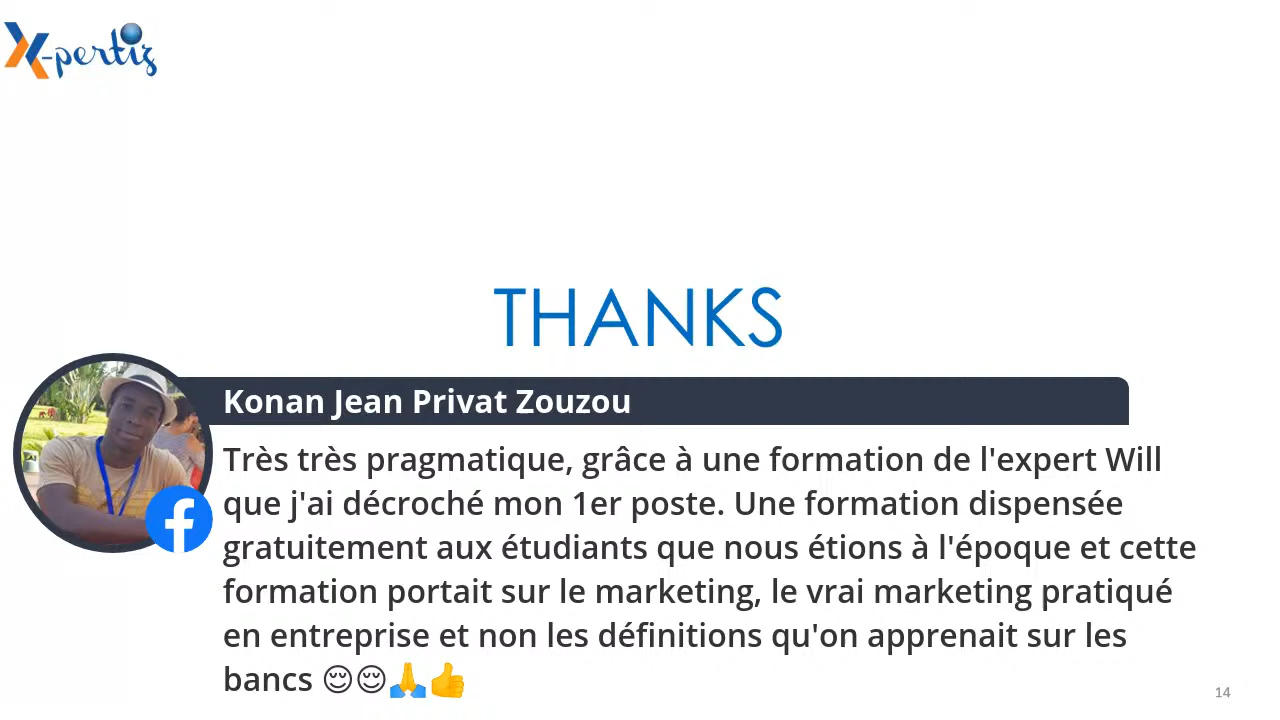 X-pertiz
THANKS
Konan Jean Privat Zouzou
Très très pragmatique, grâce à une formation de l'expert Will
que j'ai décroché mon 1er poste. Une formation dispensée
gratuitement aux étudiants que nous étions à l'époque et cette
formation portait sur le marketing, le vrai marketing pratiqué
en entreprise et non les définitions qu'on apprenait sur les
bancs 😌😌🙏👍
14